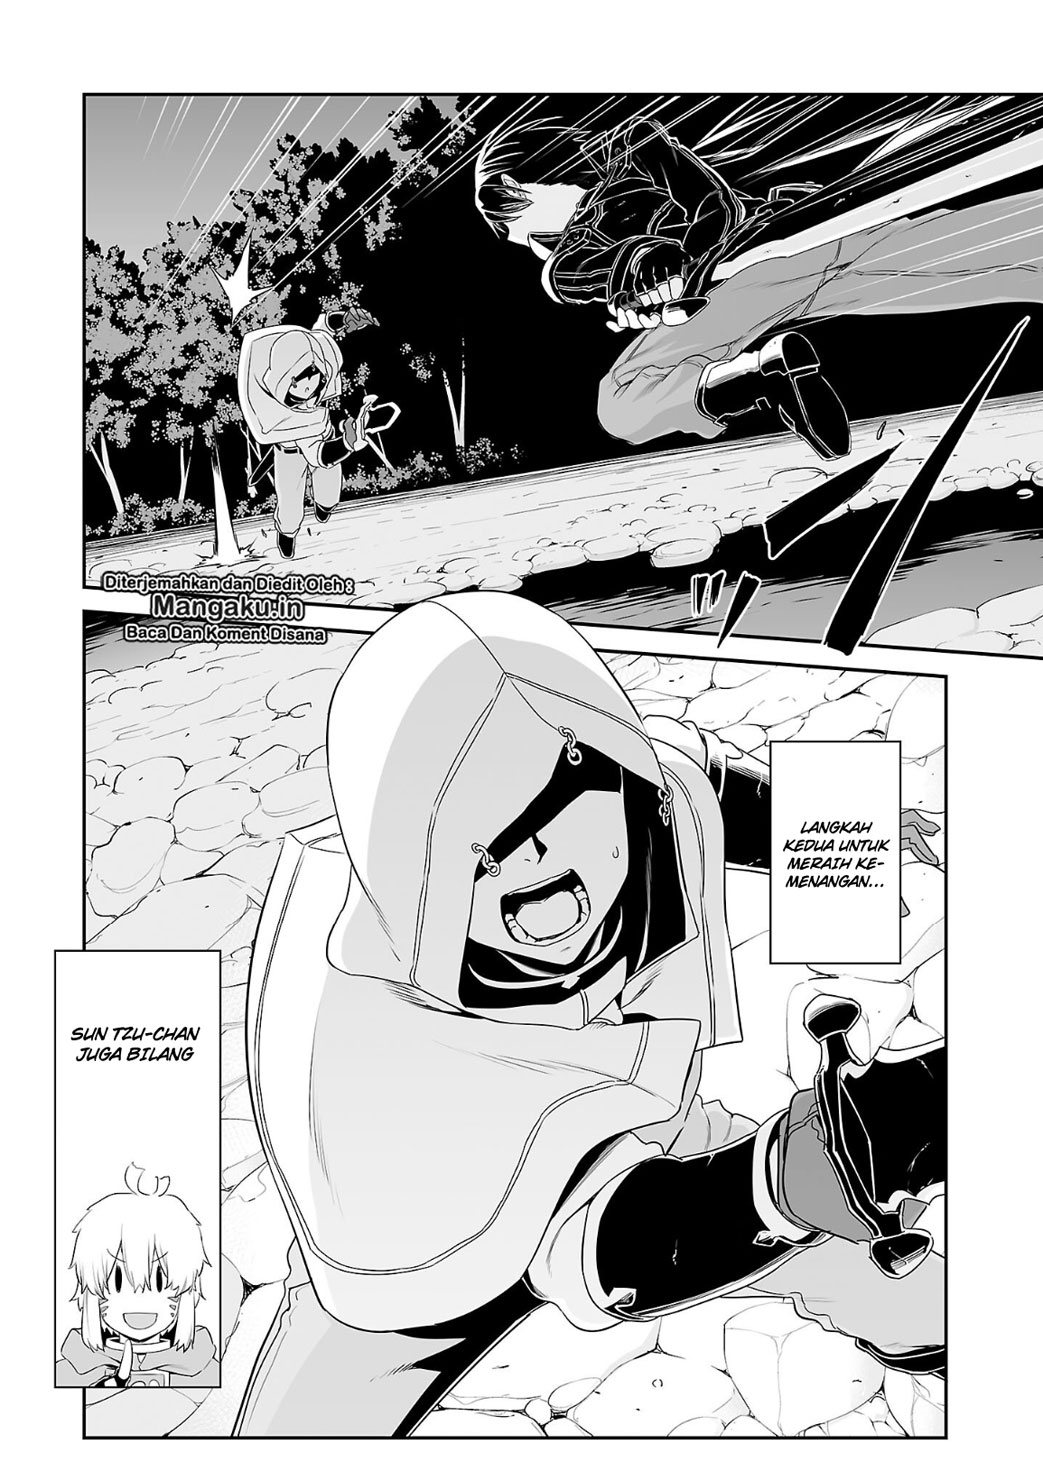 Diterjemahkan dan Diedit Oleh:
Mangaku.in
Baca Dan Koment Disana
LANGKAH
KEDUA UNTUK
MERAIH KE-
MENANGAN...
SUN TZU-CHAN
JUGA BILANG